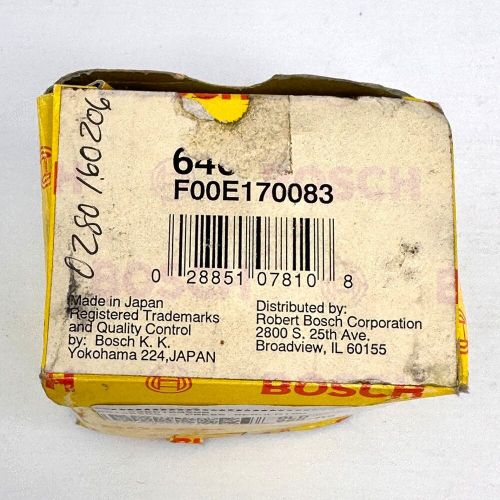 0280 160 206
F00E170083
BOSCH
BOSCH
0 28851 07810 8
Made in Japan
Registered Trademarks
and Quality Control
by: Bosch K. K.
Yokohama 224,JAPAN
Distributed by:
Robert Bosch Corporation
2800 S. 25th Ave.
Broadview, IL 60155
BOSCH